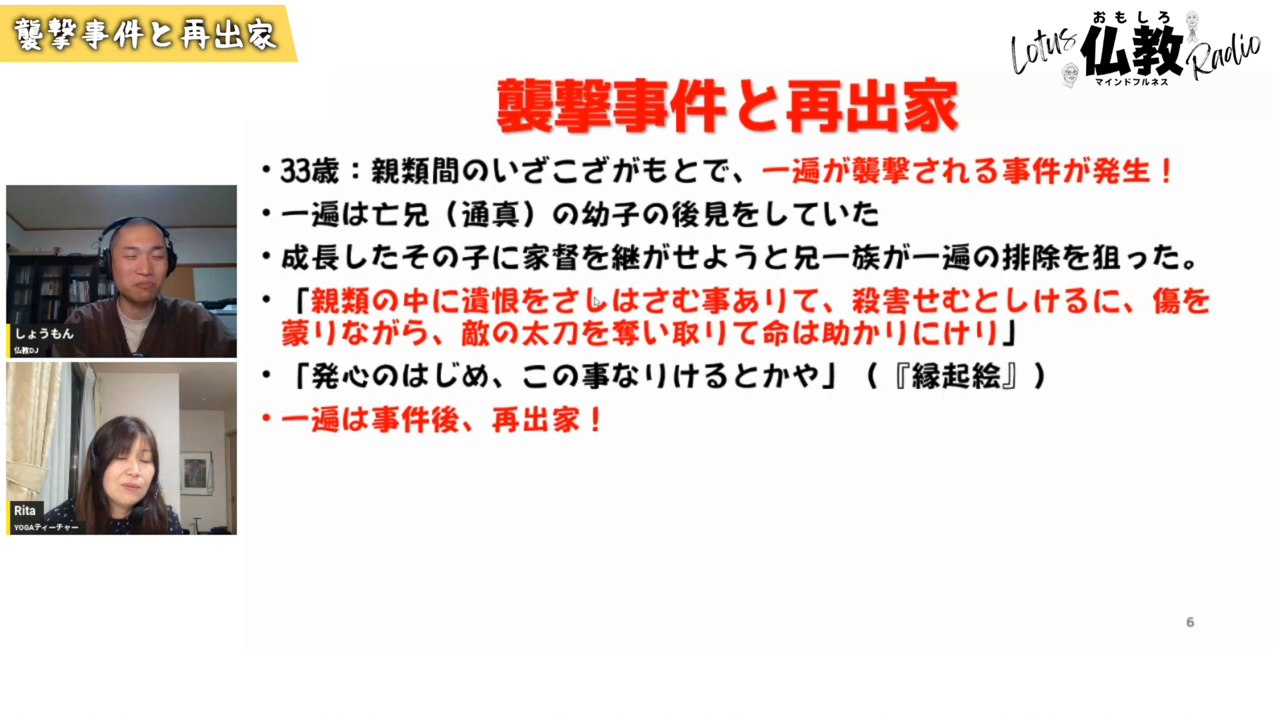 襲撃事件と再出家
Lotus
おもしろ
仏教
マインドフルネス
Radio
襲撃事件と再出家
・33歳：親類間のいざこざがもとで、一遍が襲撃される事件が発生！
・一遍は亡兄（通真）の幼子の後見をしていた
・成長したその子に家督を継がせようと兄一族が一遍の排除を狙った。
・「親類の中に遺恨をさしはさむ事ありて、殺害せむとしけるに、傷を
蒙りながら、敵の太刀を奪い取りて命は助かりにけり」
・「発心のはじめ、この事なりけるとかや」（『縁起絵』）
・一遍は事件後、再出家！
しょうもん
仏教DJ
Rita
YOGAティーチャー
6